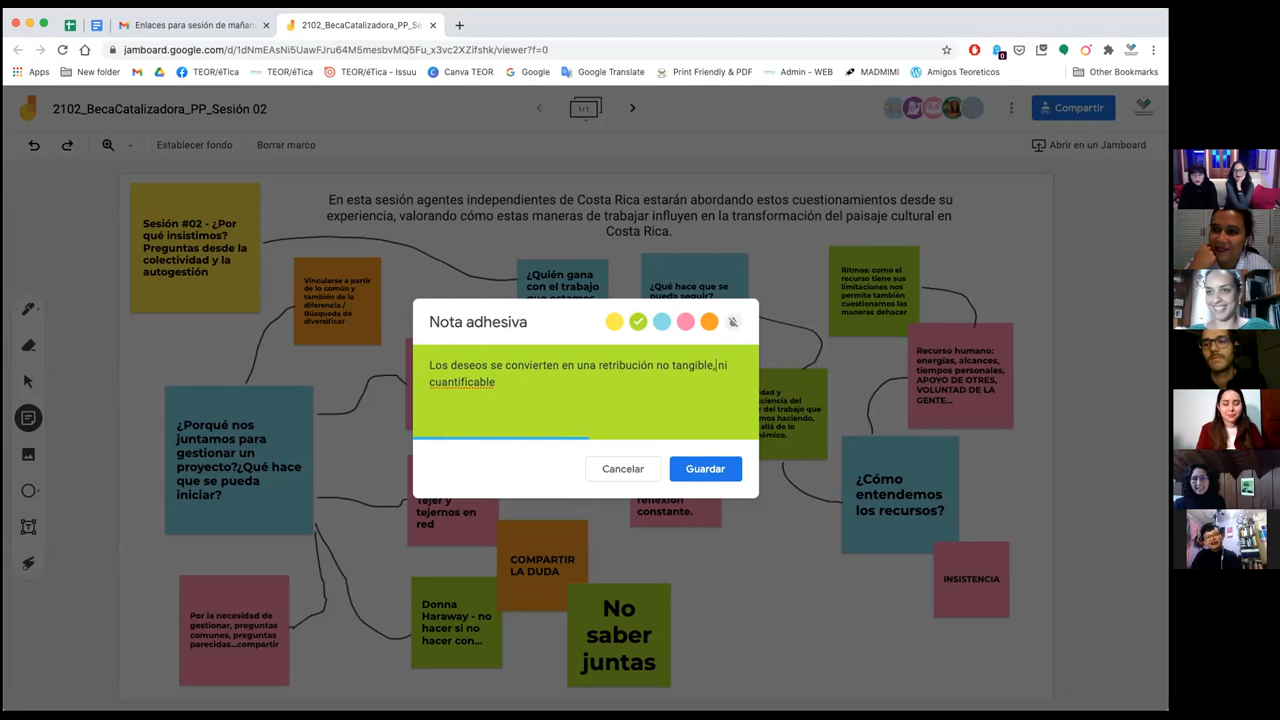 Enlaces para sesión de mañan
2102_BecaCatalizadora_PP_Se
jamboard.google.com/d/1dNmEAsNi5UawFJru64M5mesbvMQ5Fu_x3vc2XZifshk/viewer?f=0
Apps
New folder
TEOR/éTica
TEOR/éTica
TEOR/éTica - Issuu
Canva TEOR
Google
Google Translate
Print Friendly & PDF
Admin - WEB
MADMIMI
Amigos Teoreticos
Other Bookmarks
2102_BecaCatalizadora_PP_Sesión 02
1/1
Compartir
Establecer fondo
Borrar marco
Abrir en un Jamboard
En esta sesión agentes independientes de Costa Rica estarán abordando estos cuestionamientos desde su
experiencia, valorando cómo estas maneras de trabajar influyen en la transformación del paisaje cultural en
Costa Rica.
Sesión #02 - ¿Por
qué insistimos?
Preguntas desde la
colectividad y la
autogestión
Vincularse a partir
de lo común y
también de la
diferencia /
Búsqueda de
diversificar
¿Quién gana
con el trabajo
que estamos
¿Qué hace que se
pueda seguir?
Ritmos: como el
recurso tiene sus
limitaciones nos
permite también
cuestionarnos las
maneras dehacer
Recurso humano:
energías, alcances,
tiempos personales,
APOYO DE OTRES,
VOLUNTAD DE LA
GENTE...
Nota adhesiva
Los deseos se convierten en una retribución no tangible, ni
cuantificable
Cancelar
Guardar
¿Porqué nos
juntamos para
gestionar un
proyecto?¿Qué hace
que se pueda
iniciar?
Tejer y
tejernos en
red
reflexión
constante.
¿Cómo
entendemos
los recursos?
COMPARTIR
LA DUDA
INSISTENCIA
Por la necesidad de
gestionar, preguntas
comunes, preguntas
parecidas...compartir
Donna
Haraway - no
hacer si no
hacer con...
No
saber
juntas